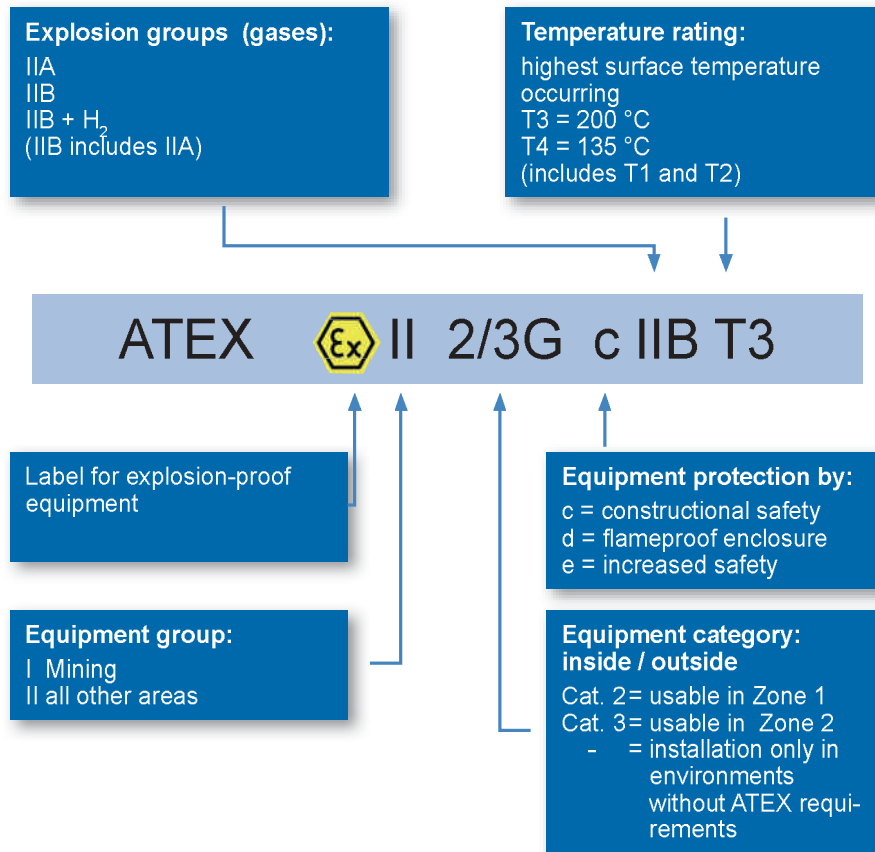 Explosion groups (gases):
IIA
IIB
IIB + H₂
(IIB includes IIA)
Temperature rating:
highest surface temperature
occurring
T3 = 200 °C
T4 = 135 °C
(includes T1 and T2)
ATEX Ex II 2/3G c IIB T3
Label for explosion-proof
equipment
Equipment protection by:
c = constructional safety
d = flameproof enclosure
e = increased safety
Equipment group:
I Mining
II all other areas
Equipment category:
inside / outside
Cat. 2 = usable in Zone 1
Cat. 3 = usable in Zone 2
- = installation only in
environments
without ATEX requi-
rements